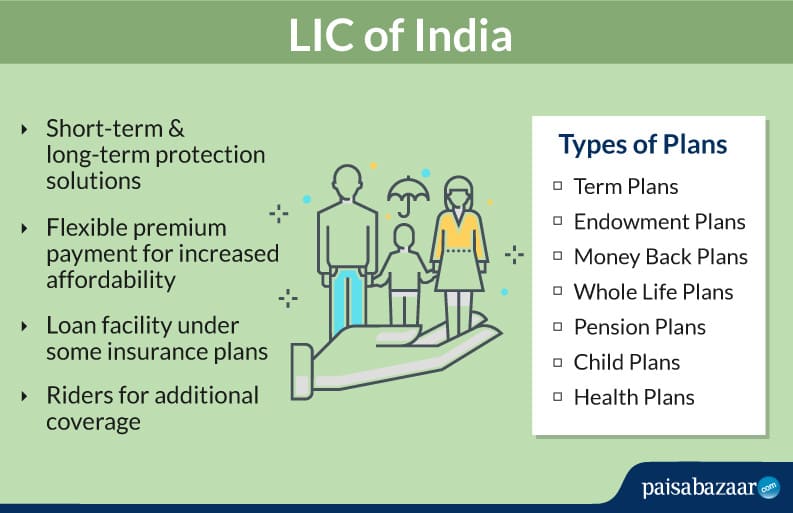 LIC of India
Short-term &
long-term protection
solutions
Flexible premium
payment for increased
affordability
Loan facility under
some insurance plans
Riders for additional
coverage
Types of Plans
Term Plans
Endowment Plans
Money Back Plans
Whole Life Plans
Pension Plans
Child Plans
Health Plans
paisabazaar.com